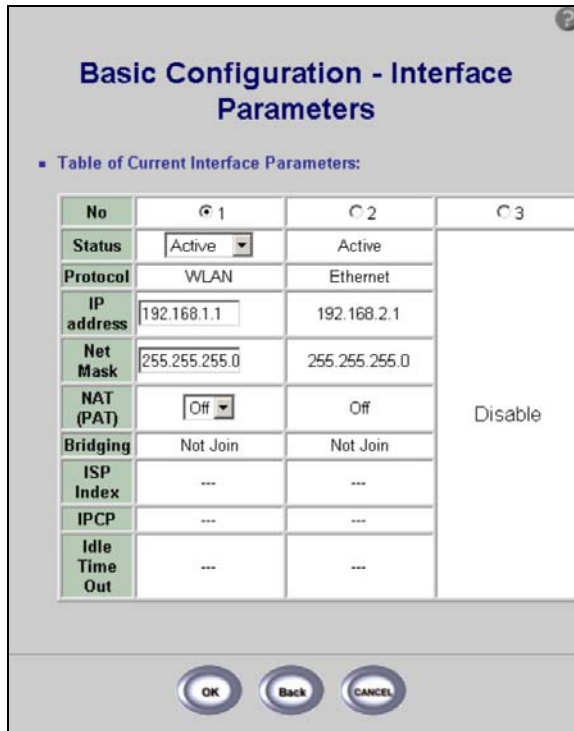 ?
Basic Configuration - Interface
Parameters
Table of Current Interface Parameters:
No 1 2 3
Status Active Active
Protocol WLAN Ethernet
IP address 192.168.1.1 192.168.2.1
Net Mask 255.255.255.0 255.255.255.0
NAT (PAT) Off Off
Disable
Bridging Not Join Not Join
ISP Index --- ---
IPCP --- ---
Idle Time Out --- ---
OK Back CANCEL